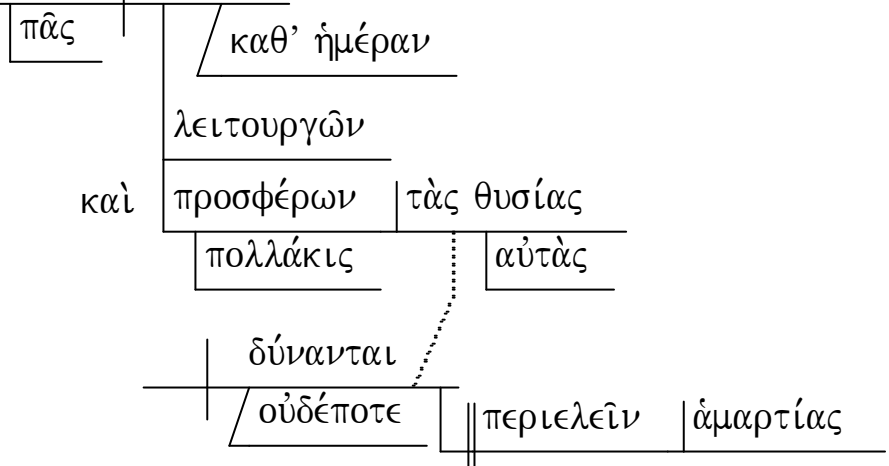 πᾶς
καθ’ ἡμέραν
λειτουργῶν
καὶ προσφέρων τὰς θυσίας
πολλάκις αὐτὰς
δύνανται
οὐδέποτε περιελεῖν ἁμαρτίας